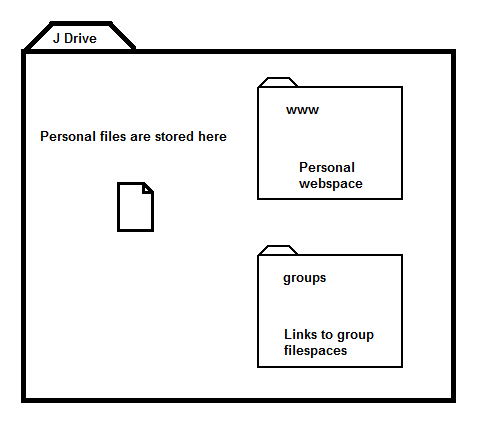 J Drive
Personal files are stored here
www
Personal
webspace
groups
Links to group
filespaces